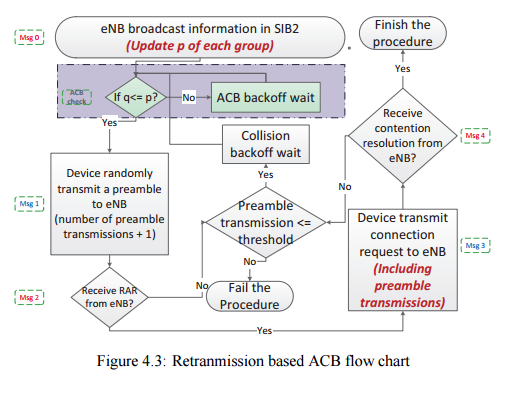 Msg 0
eNB broadcast information in SIB2
(Update p of each group)
Finish the
procedure
ACB
check
If q<= p?
No
ACB backoff wait
Yes
Yes
Collision
backoff wait
Receive
contention
resolution from
eNB?
Msg 4
Yes
No
Msg 1
Device randomly
transmit a preamble
to eNB
(number of preamble
transmissions + 1)
Preamble
transmission <=
threshold
Device transmit
connection
request to eNB
(Including
preamble
transmissions)
Msg 3
No
Msg 2
Receive RAR
from eNB?
No
Fail the
Procedure
Yes
Figure 4.3: Retranmission based ACB flow chart